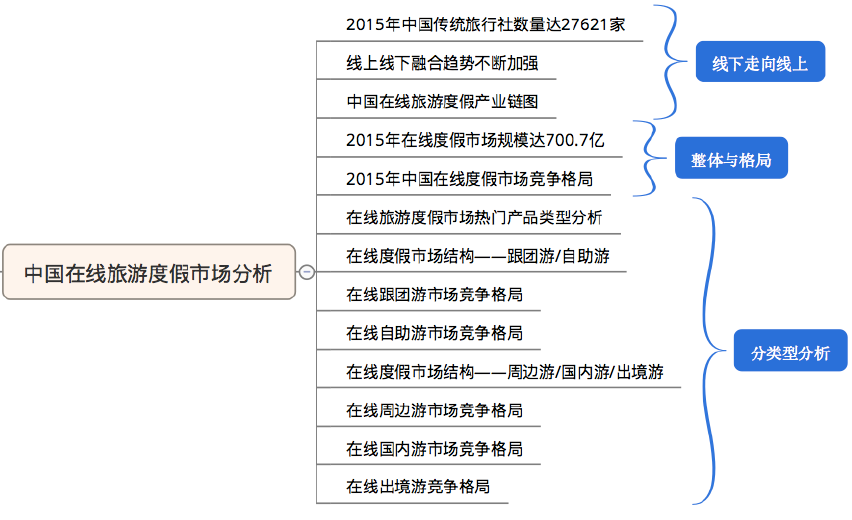 2015年中国传统旅行社数量达27621家
线上线下融合趋势不断加强
中国在线旅游度假产业链图
线下走向线上
2015年在线度假市场规模达700.7亿
2015年中国在线度假市场竞争格局
整体与格局
中国在线旅游度假市场分析
在线旅游度假市场热门产品类型分析
在线度假市场结构——跟团游/自助游
在线跟团游市场竞争格局
在线自助游市场竞争格局
在线度假市场结构——周边游/国内游/出境游
在线周边游市场竞争格局
在线国内游市场竞争格局
在线出境游竞争格局
分类型分析